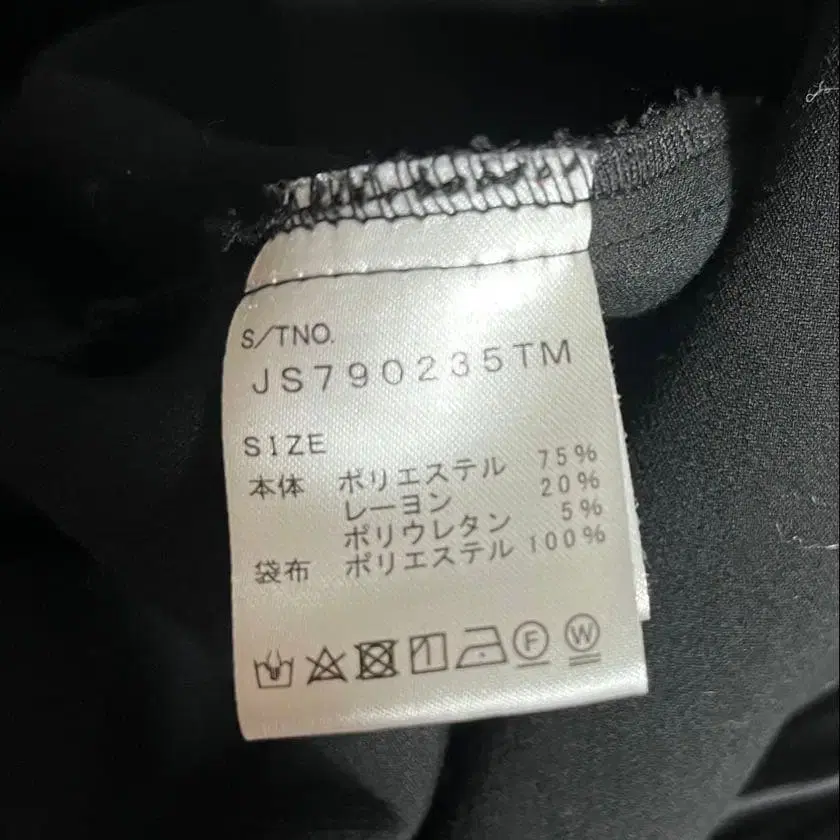 S/TNO.
JS790235TM
SIZE
本体 ポリエステル 75%
レーヨン 20%
ポリウレタン 5%
袋布 ポリエステル 100%
F W